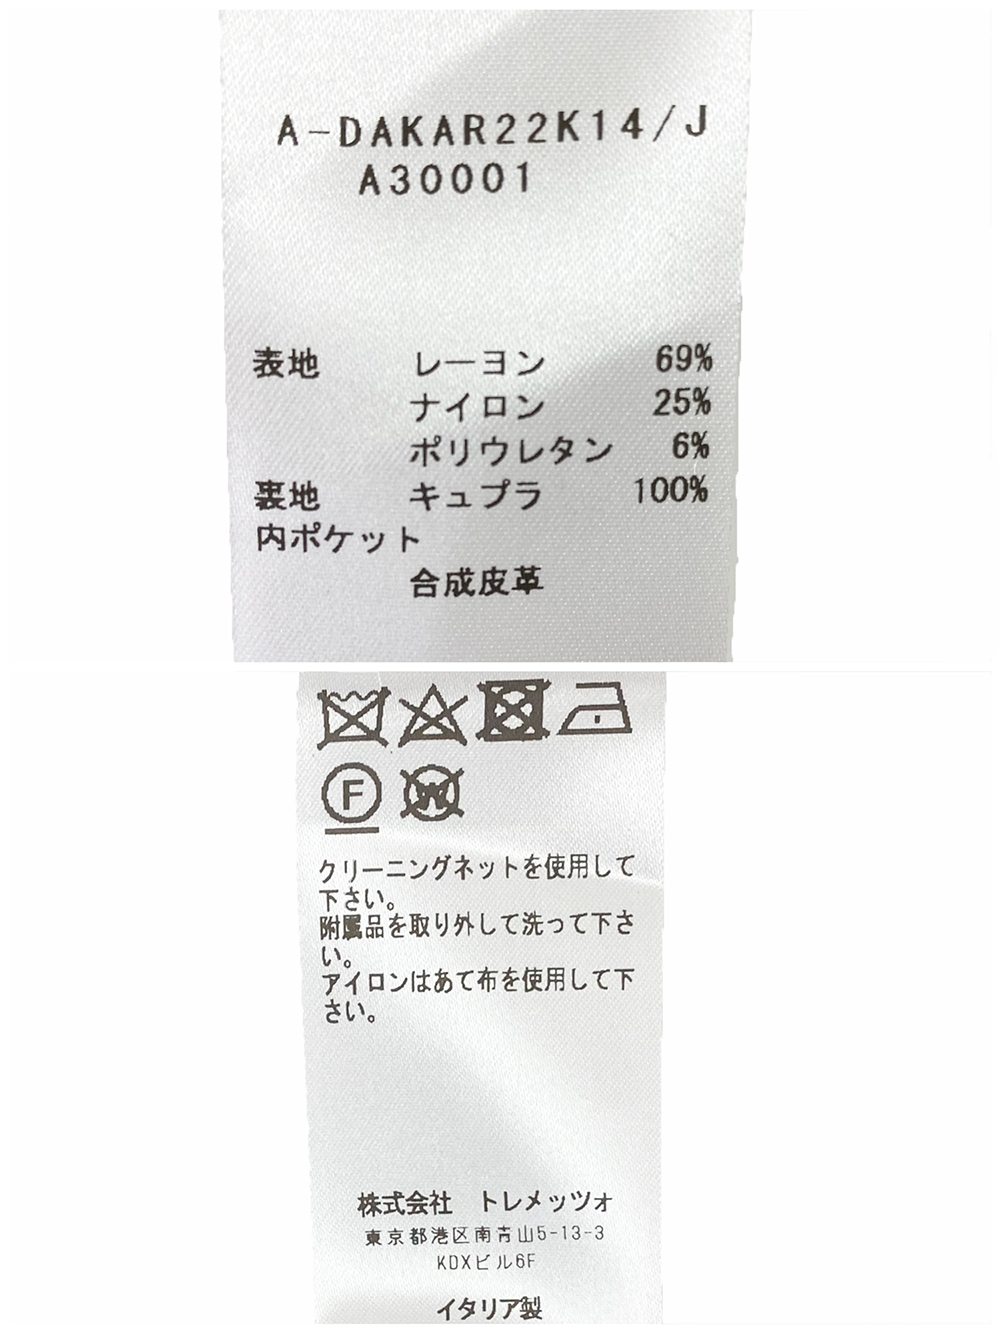 A-DAKAR22K14/J
A30001
表地 レーヨン 69%
ナイロン 25%
ポリウレタン 6%
裏地 キュプラ 100%
内ポケット
合成皮革
F
W
クリーニングネットを使用して
下さい。
附属品を取り外して洗って下さ
い。
アイロンはあて布を使用して下
さい。
株式会社 トレメッツォ
東京都港区南青山5-13-3
KDXビル6F
イタリア製